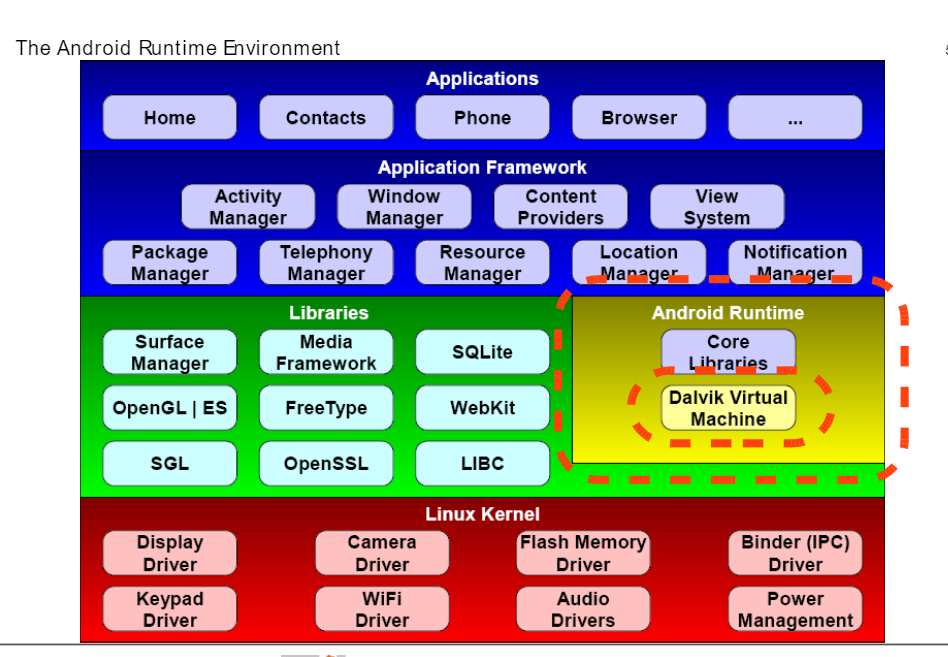 The Android Runtime Environment
Applications
Home Contacts Phone Browser ...
Application Framework
Activity Manager
Window Manager
Content Providers
View System
Package Manager
Telephony Manager
Resource Manager
Location Manager
Notification Manager
Libraries
Surface Manager
Media Framework
SQLite
OpenGL | ES
FreeType
WebKit
SGL
OpenSSL
LIBC
Android Runtime
Core Libraries
Dalvik Virtual Machine
Linux Kernel
Display Driver
Camera Driver
Flash Memory Driver
Binder (IPC) Driver
Keypad Driver
WiFi Driver
Audio Drivers
Power Management